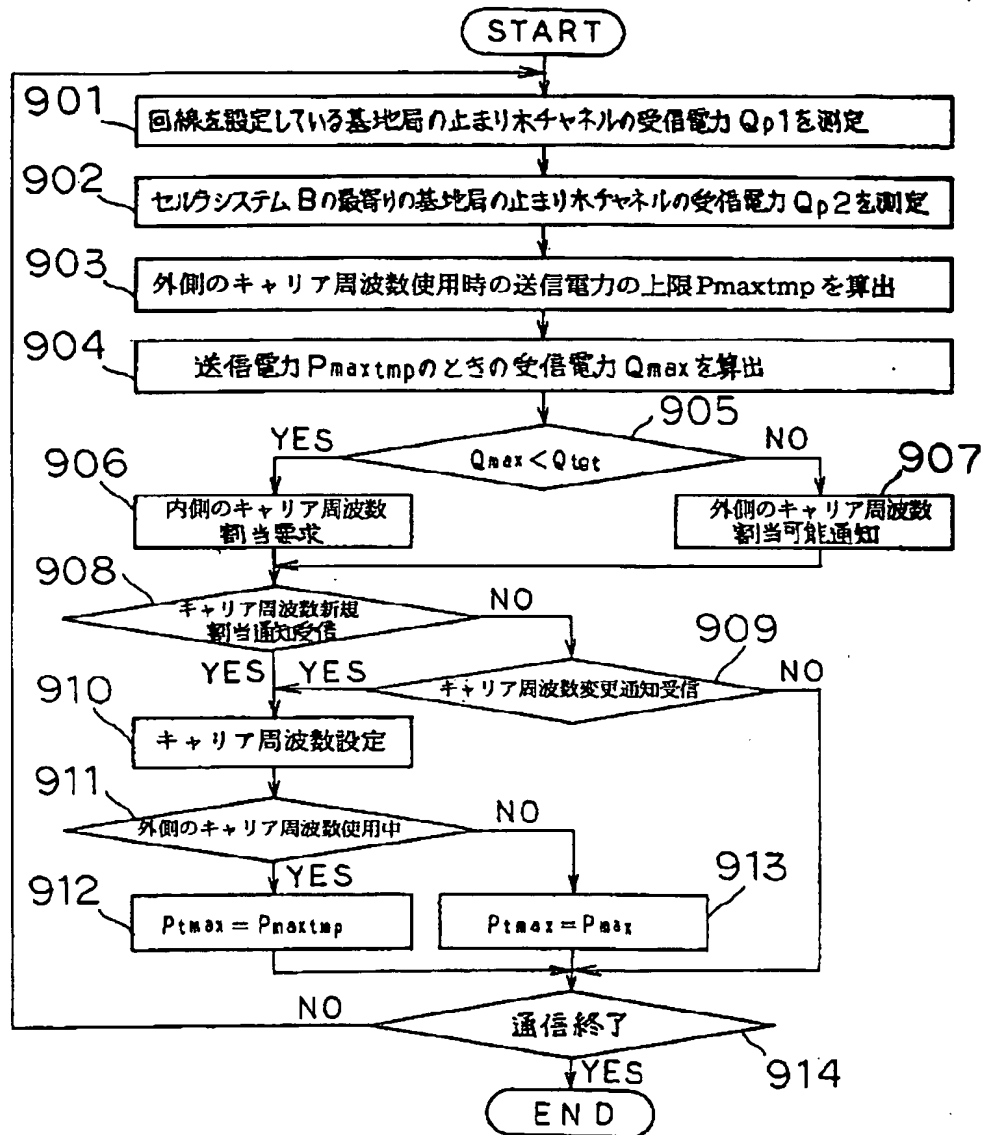 START
901
回線を設定している基地局の止まり木チャネルの受信電力Qp1を測定
902
セルラシステムBの最寄りの基地局の止まり木チャネルの受信電力Qp2を測定
903
外側のキャリア周波数使用時の送信電力の上限Pmaxtmpを算出
904
送信電力Pmaxtmpのときの受信電力Qmaxを算出
905
YES
NO
Qmax<Qtgt
906
907
内側のキャリア周波数
割当要求
外側のキャリア周波数
割当可能通知
908
キャリア周波数新規
割当通知受信
NO
909
YES
YES
キャリア周波数変更通知受信
NO
910
キャリア周波数設定
911
外側のキャリア周波数使用中
NO
YES
912
Ptmax=Pmaxtmp
913
Ptmax=Pmax
NO
通信終了
914
YES
END